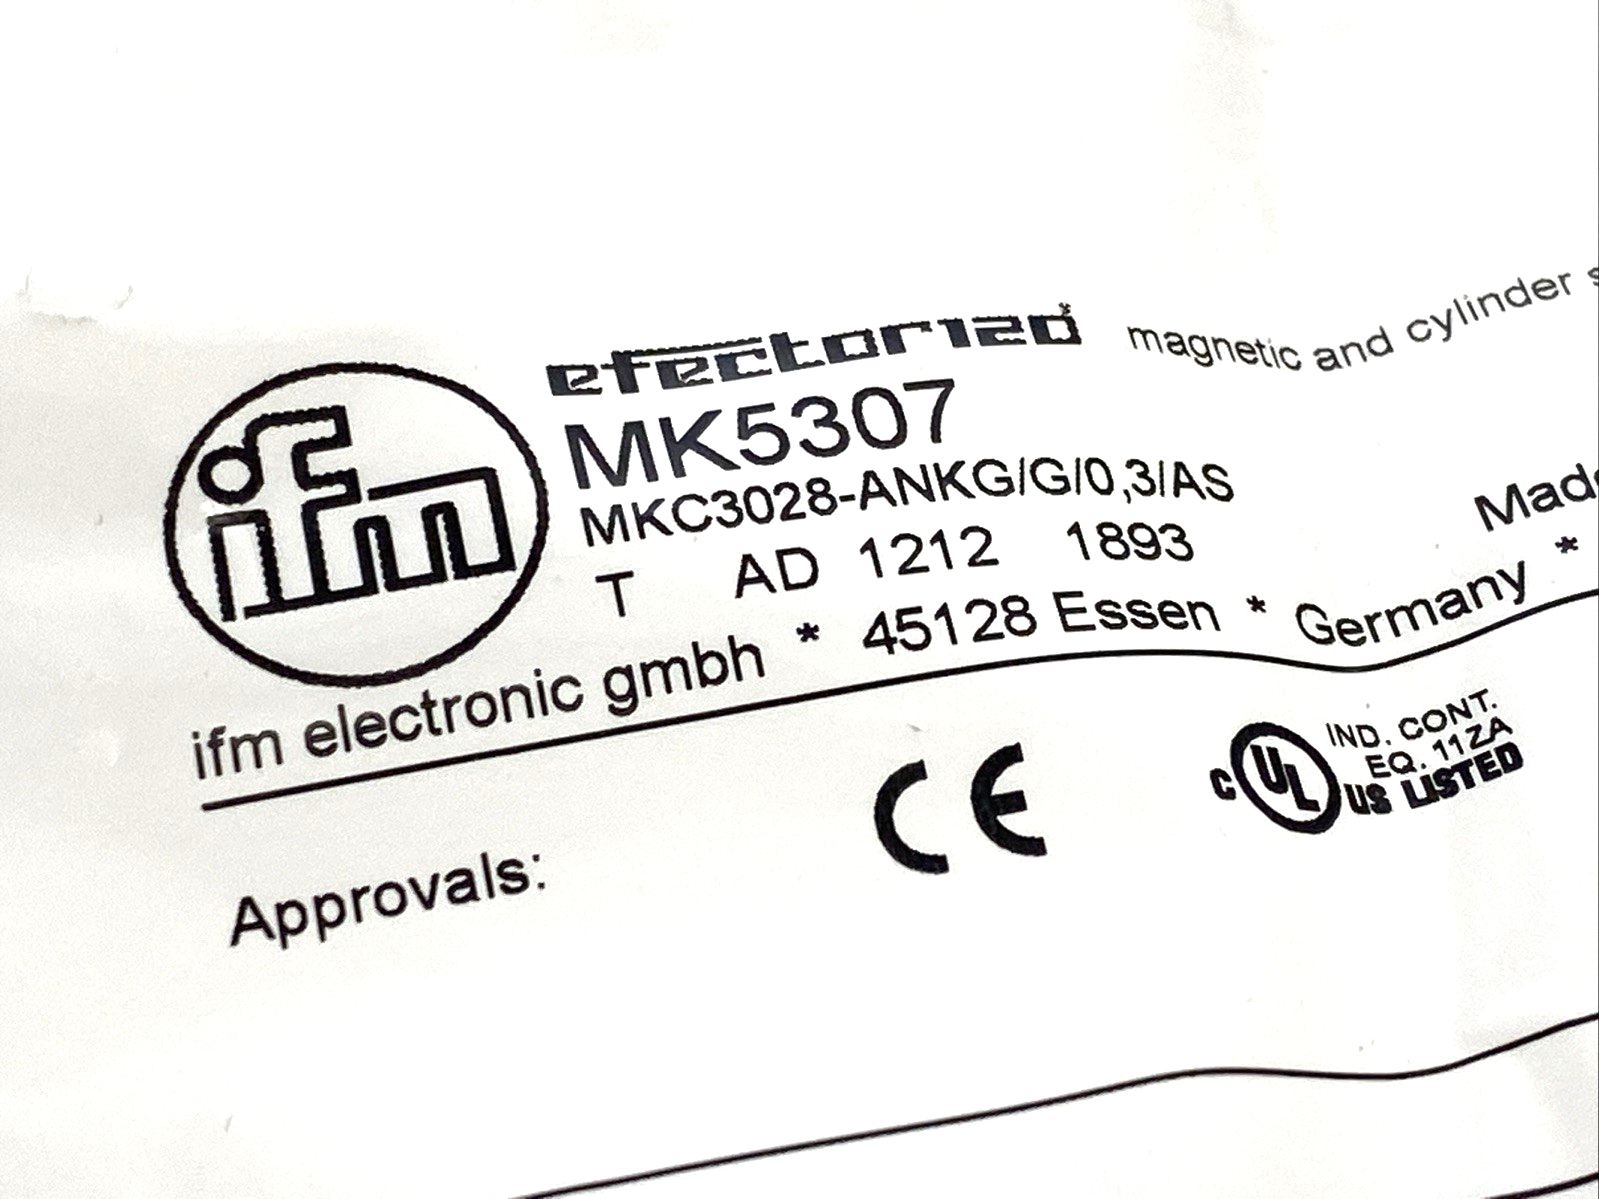 efector120® magnetic and cylinder
ifm
MK5307
MKC3028-ANKG/G/0,3/AS
T AD 1212 1893
ifm electronic gmbh * 45128 Essen * Germany *
Approvals:
CE
C UL US LISTED
IND. CONT.
EQ. 11ZA